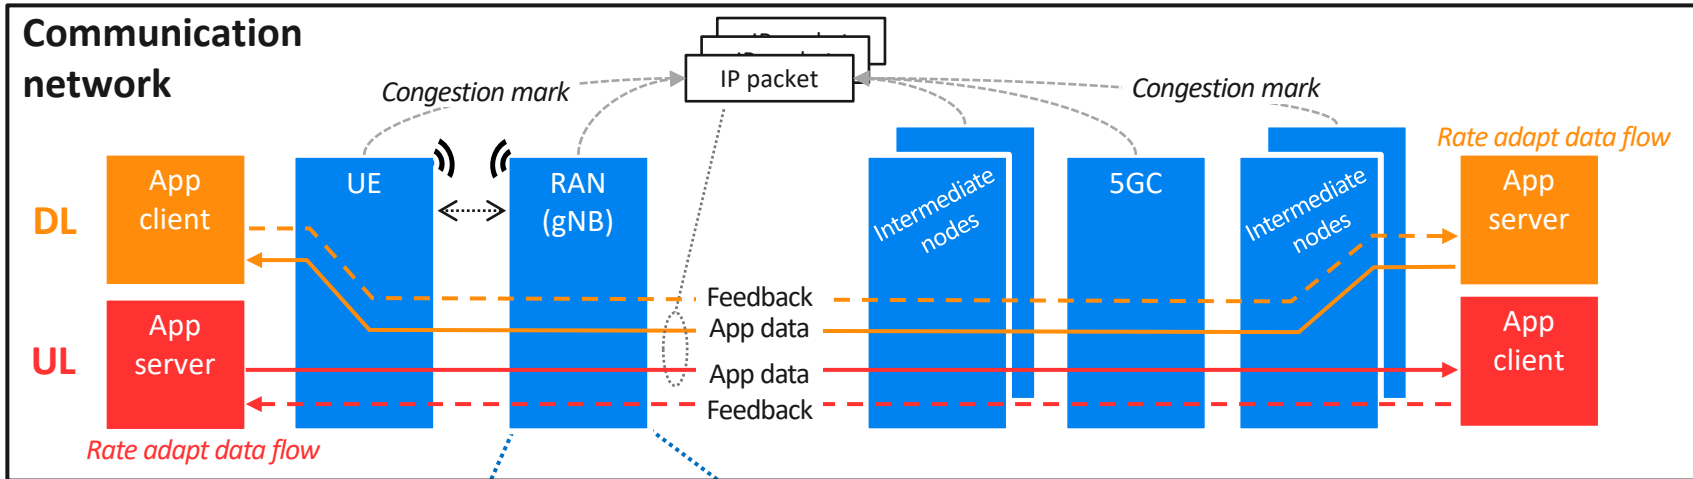 Communication
network
IP packet
Congestion mark
Congestion mark
Rate adapt data flow
DL
App
client
UE
RAN
(gNB)
Intermediate
nodes
5GC
Intermediate
nodes
App
server
Feedback
App data
UL
App
server
App data
Feedback
App
client
Rate adapt data flow